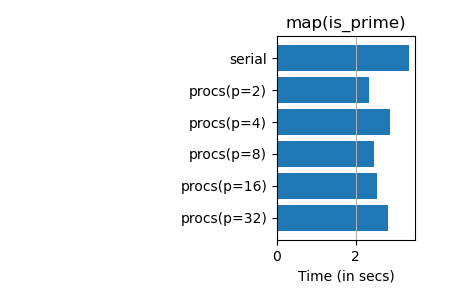 map(is_prime)
serial
procs(p=2)
procs(p=4)
procs(p=8)
procs(p=16)
procs(p=32)
0 2
Time (in secs)